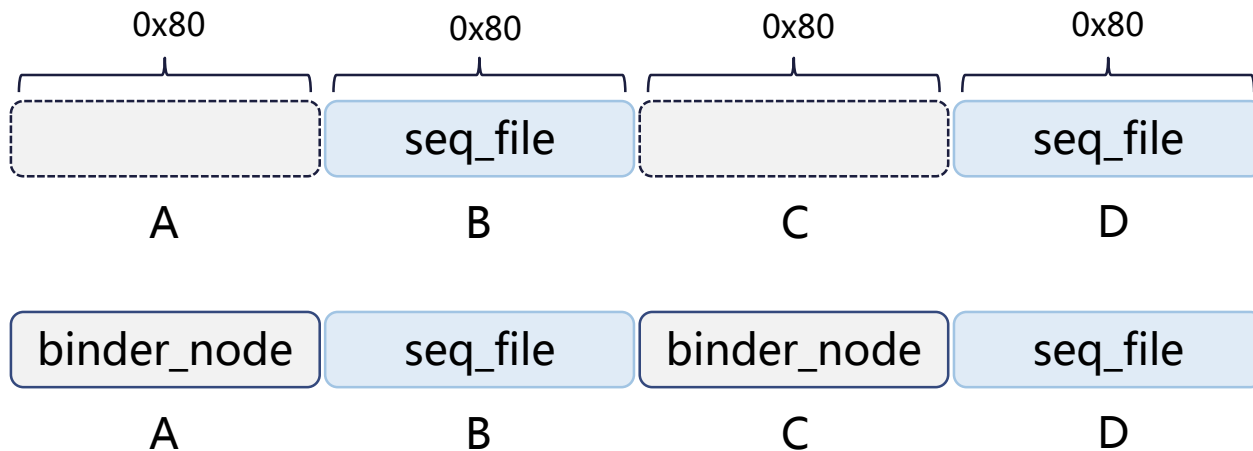 0x80 0x80 0x80 0x80
seq_file seq_file
A B C D
binder_node seq_file binder_node seq_file
A B C D